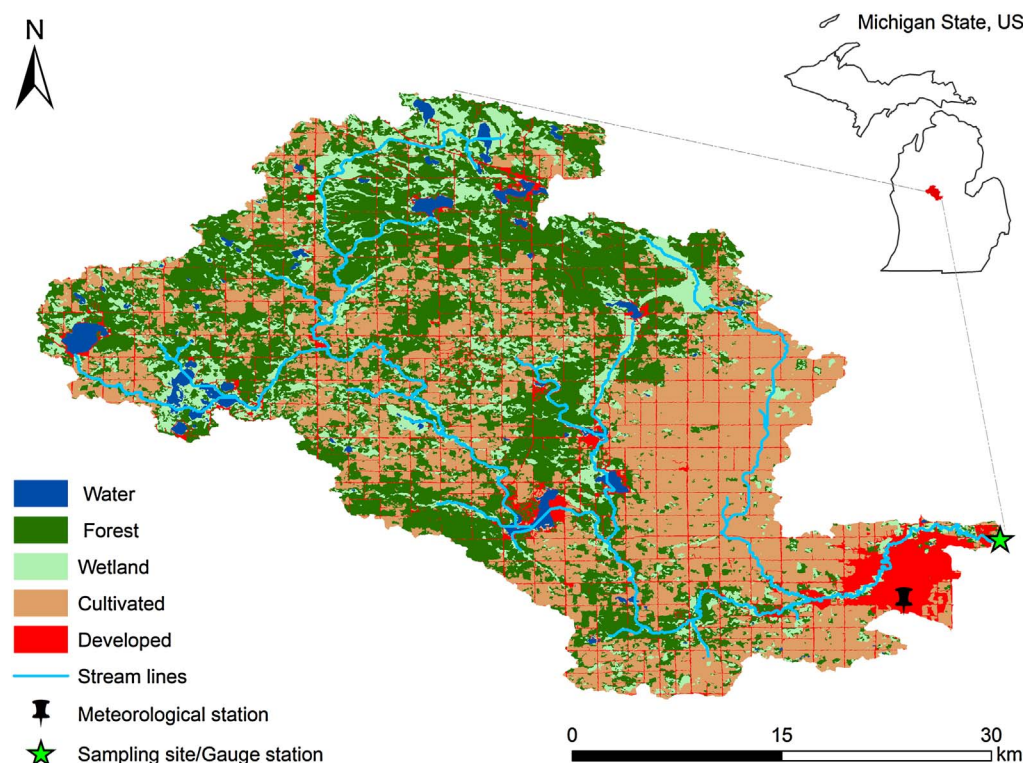 N
Michigan State, US
Water
Forest
Wetland
Cultivated
Developed
Stream lines
Meteorological station
Sampling site/Gauge station
0 15 30
km